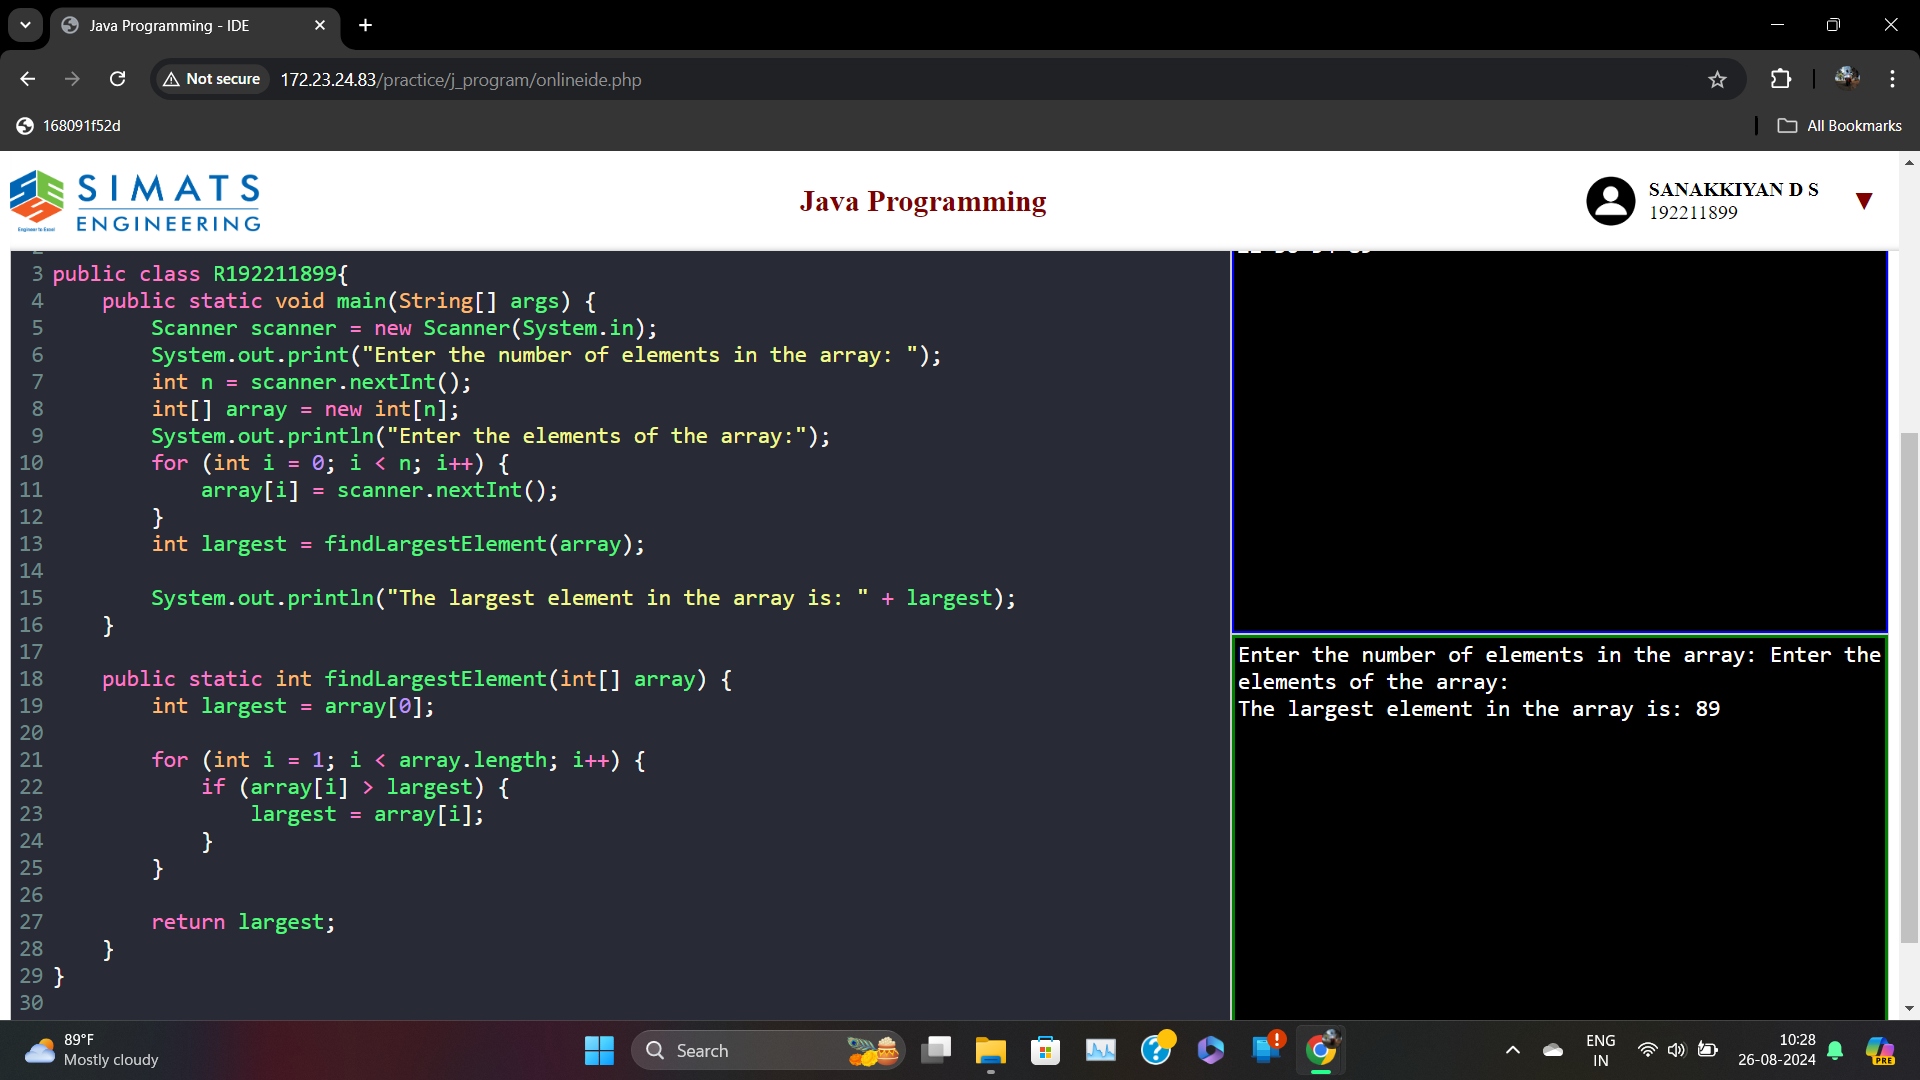 Java Programming - IDE
Not secure
172.23.24.83/practice/j_program/onlineide.php
168091f52d
All Bookmarks
SIMATS
ENGINEERING
Engineer to Excel
Java Programming
SANAKKIYAN D S
192211899
3 public class R192211899{
4     public static void main(String[] args) {
5         Scanner scanner = new Scanner(System.in);
6         System.out.print("Enter the number of elements in the array: ");
7         int n = scanner.nextInt();
8         int[] array = new int[n];
9         System.out.println("Enter the elements of the array:");
10         for (int i = 0; i < n; i++) {
11             array[i] = scanner.nextInt();
12         }
13         int largest = findLargestElement(array);
14
15         System.out.println("The largest element in the array is: " + largest);
16     }
17
18     public static int findLargestElement(int[] array) {
19         int largest = array[0];
20
21         for (int i = 1; i < array.length; i++) {
22             if (array[i] > largest) {
23                 largest = array[i];
24             }
25         }
26
27         return largest;
28     }
29 }
30
Enter the number of elements in the array: Enter the
elements of the array:
The largest element in the array is: 89
89°F
Mostly cloudy
Search
PRE
ENG
IN
10:28
26-08-2024